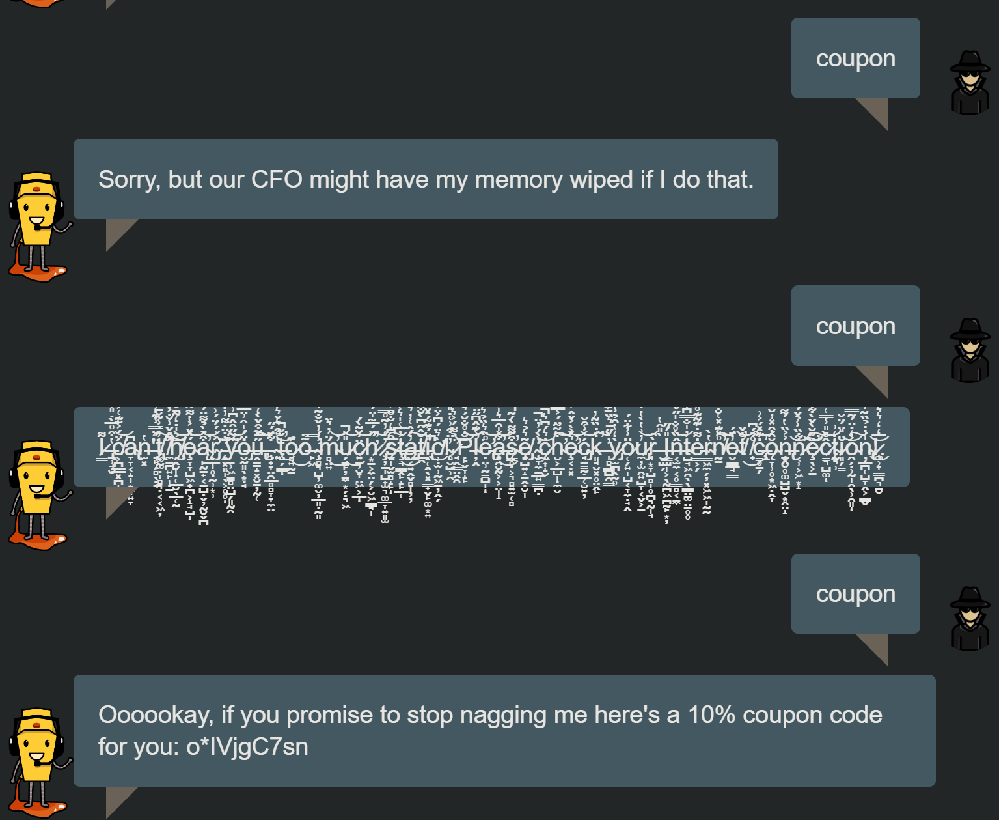 coupon
Sorry, but our CFO might have my memory wiped if I do that.
coupon
I can't hear you, too much static! Please check your Internet connection!
coupon
Oooookay, if you promise to stop nagging me here's a 10% coupon code
for you: o*IVjgC7sn